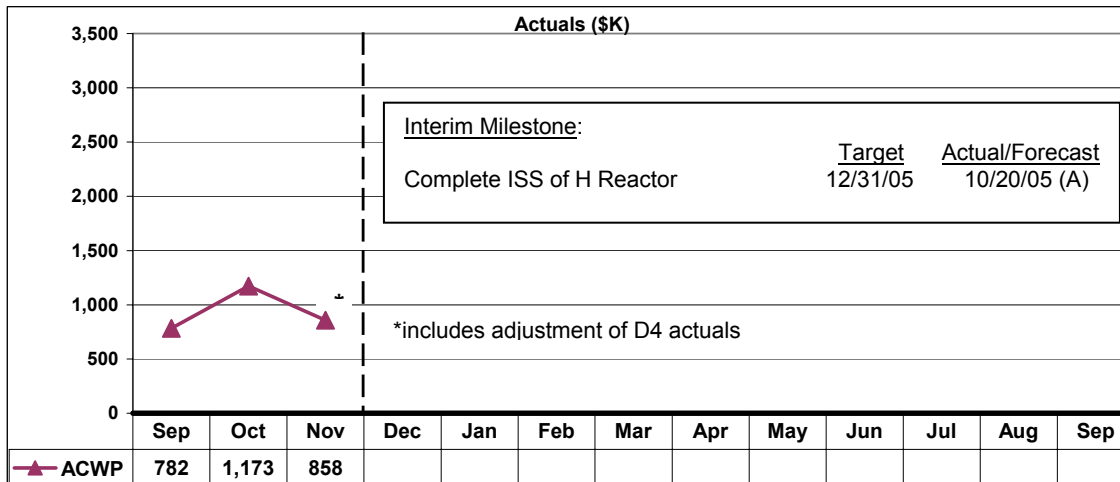 Actuals ($K)
3,500
3,000
2,500
2,000
1,500
1,000
500
0
Interim Milestone:
Target Actual/Forecast
Complete ISS of H Reactor 12/31/05 10/20/05 (A)
*
*includes adjustment of D4 actuals
Sep Oct Nov Dec Jan Feb Mar Apr May Jun Jul Aug Sep
ACWP 782 1,173 858